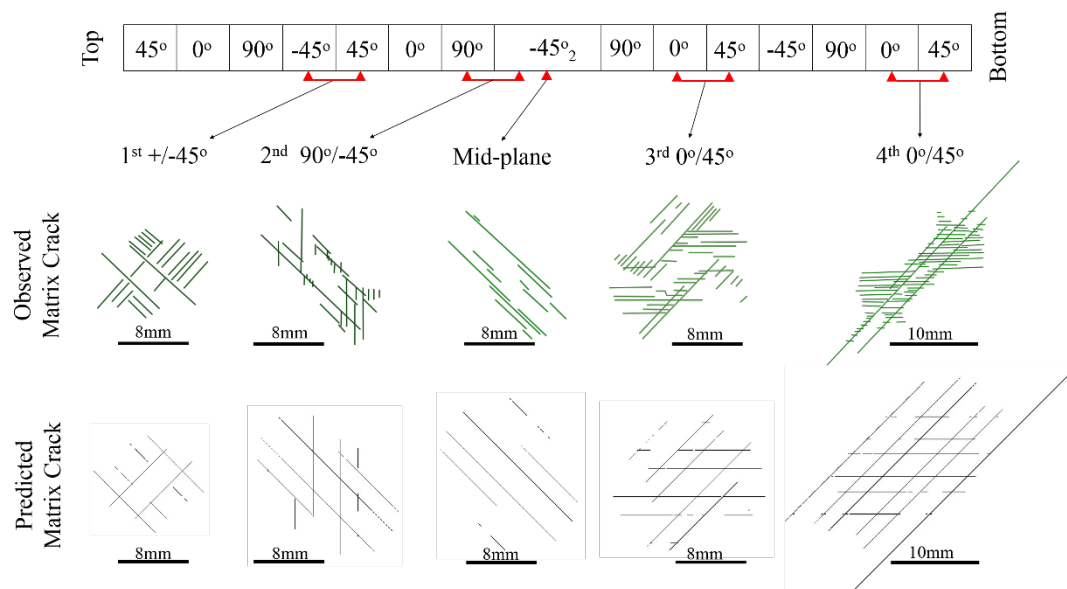 Top
45° 0° 90° -45° 45° 0° 90° -45°₂ 90° 0° 45° -45° 90° 0° 45°
Bottom
1st +/-45° 2nd 90°/-45° Mid-plane 3rd 0°/45° 4th 0°/45°
Observed
Matrix Crack
8mm 8mm 8mm 8mm 10mm
Predicted
Matrix Crack
8mm 8mm 8mm 8mm 10mm